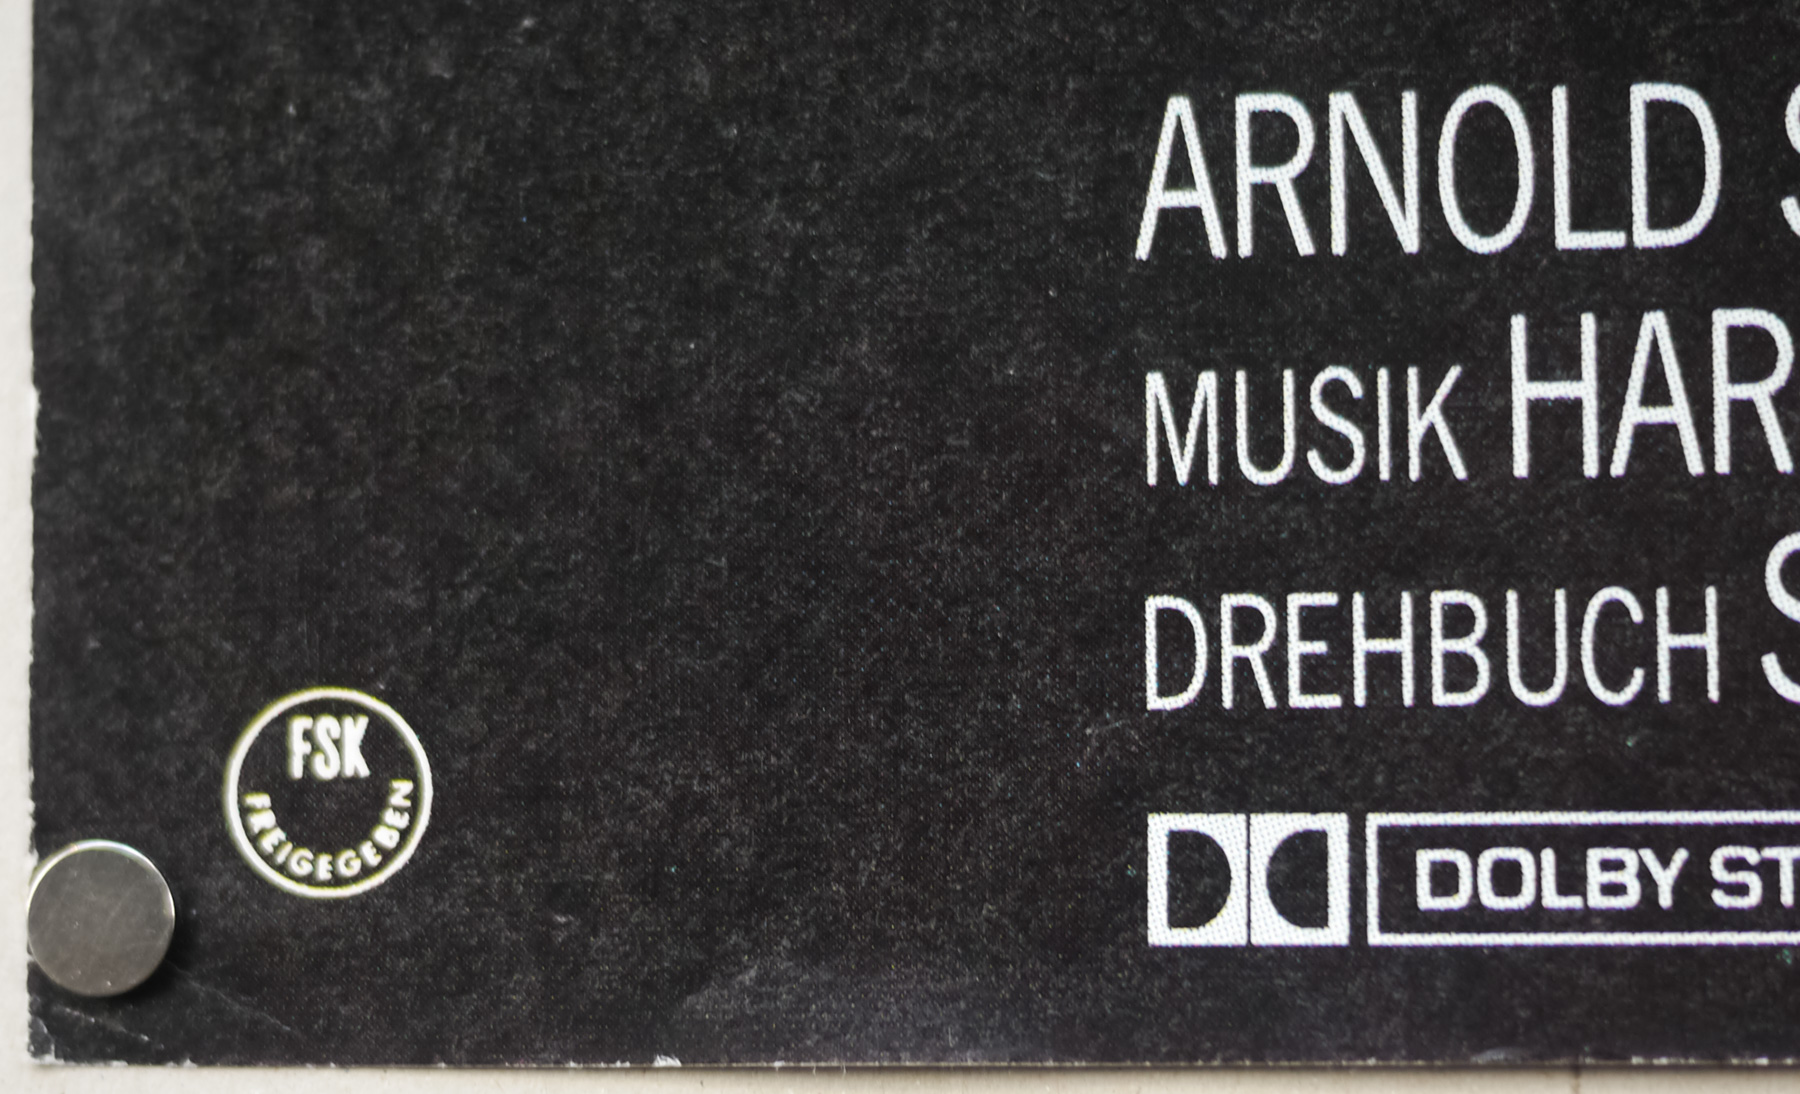 ARNOLD S
MUSIK HAR
DREHBUCH S
FSK
FREIGEGEBEN
DOLBY ST